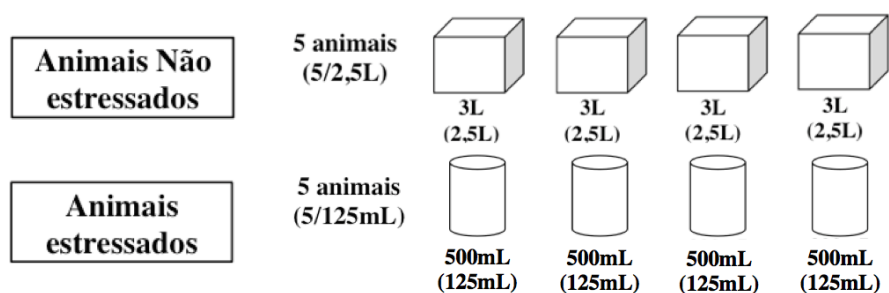 Animais Não
estressados
5 animais
(5/2,5L)
3L
(2,5L)
3L
(2,5L)
3L
(2,5L)
3L
(2,5L)
Animais
estressados
5 animais
(5/125mL)
500mL
(125mL)
500mL
(125mL)
500mL
(125mL)
500mL
(125mL)